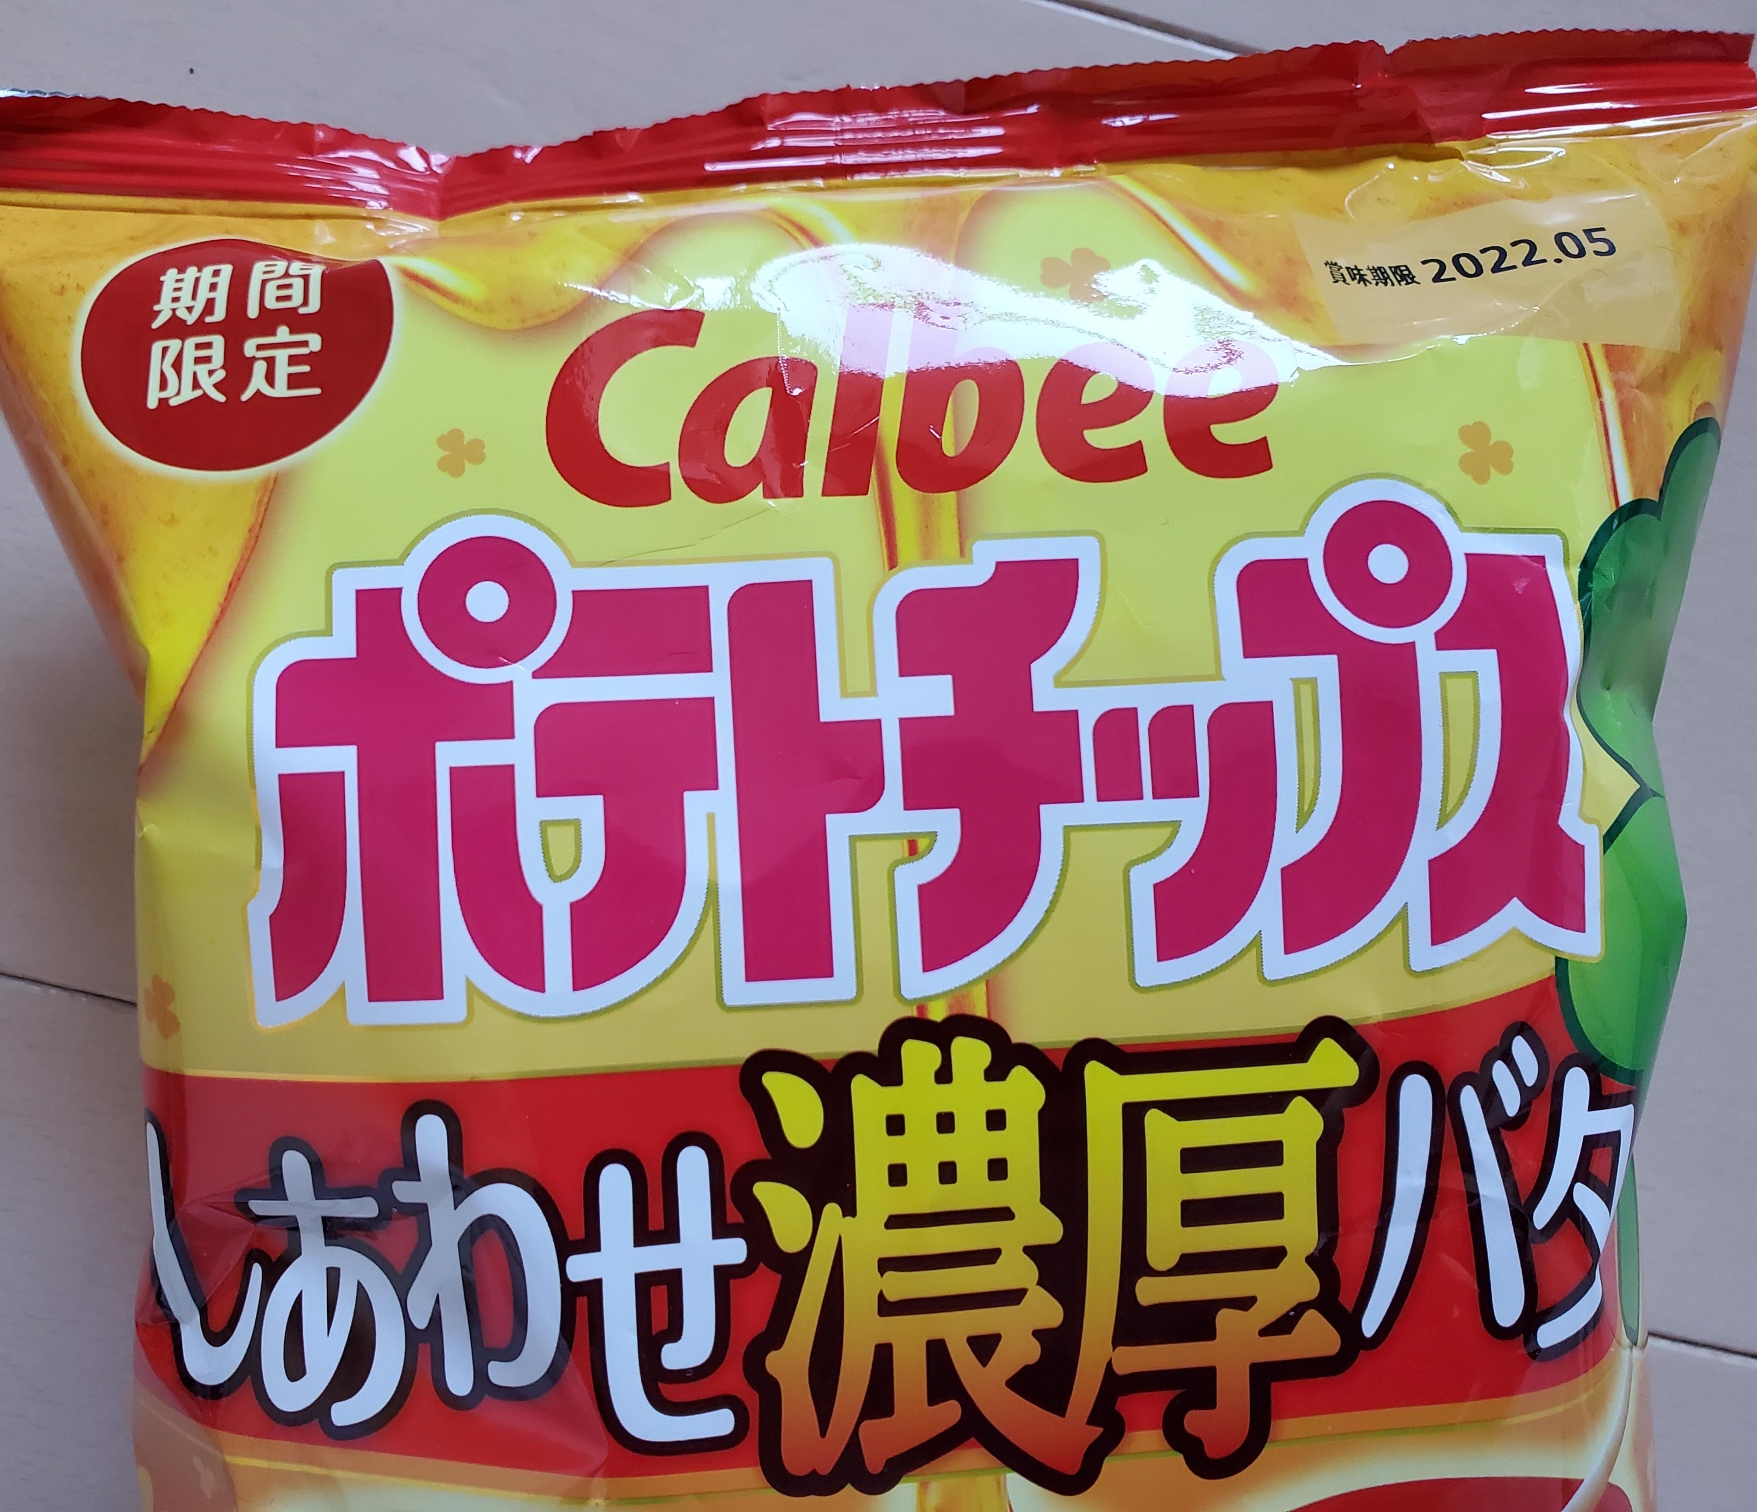 期間
限定
賞味期限 2022.05
Calbee
ポテトチップス
しあわせ濃厚バタ